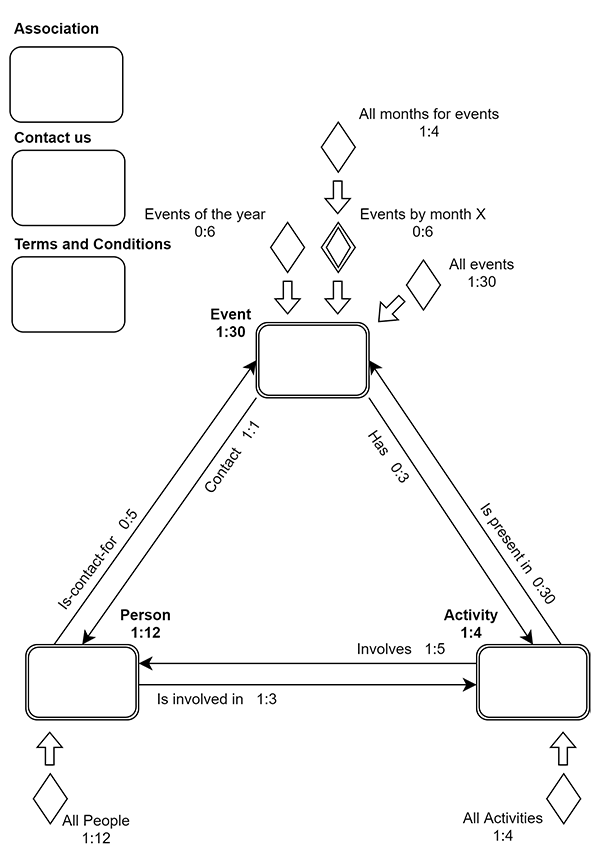 Association
Contact us
Terms and Conditions
All months for events
1:4
Events of the year
0:6
Events by month X
0:6
All events
1:30
Event
1:30
Contact 1:1
Has 0:3
Is-contact-for 0:5
Is present in 0:30
Person
1:12
Activity
1:4
Involves 1:5
Is involved in 1:3
All People
1:12
All Activities
1:4